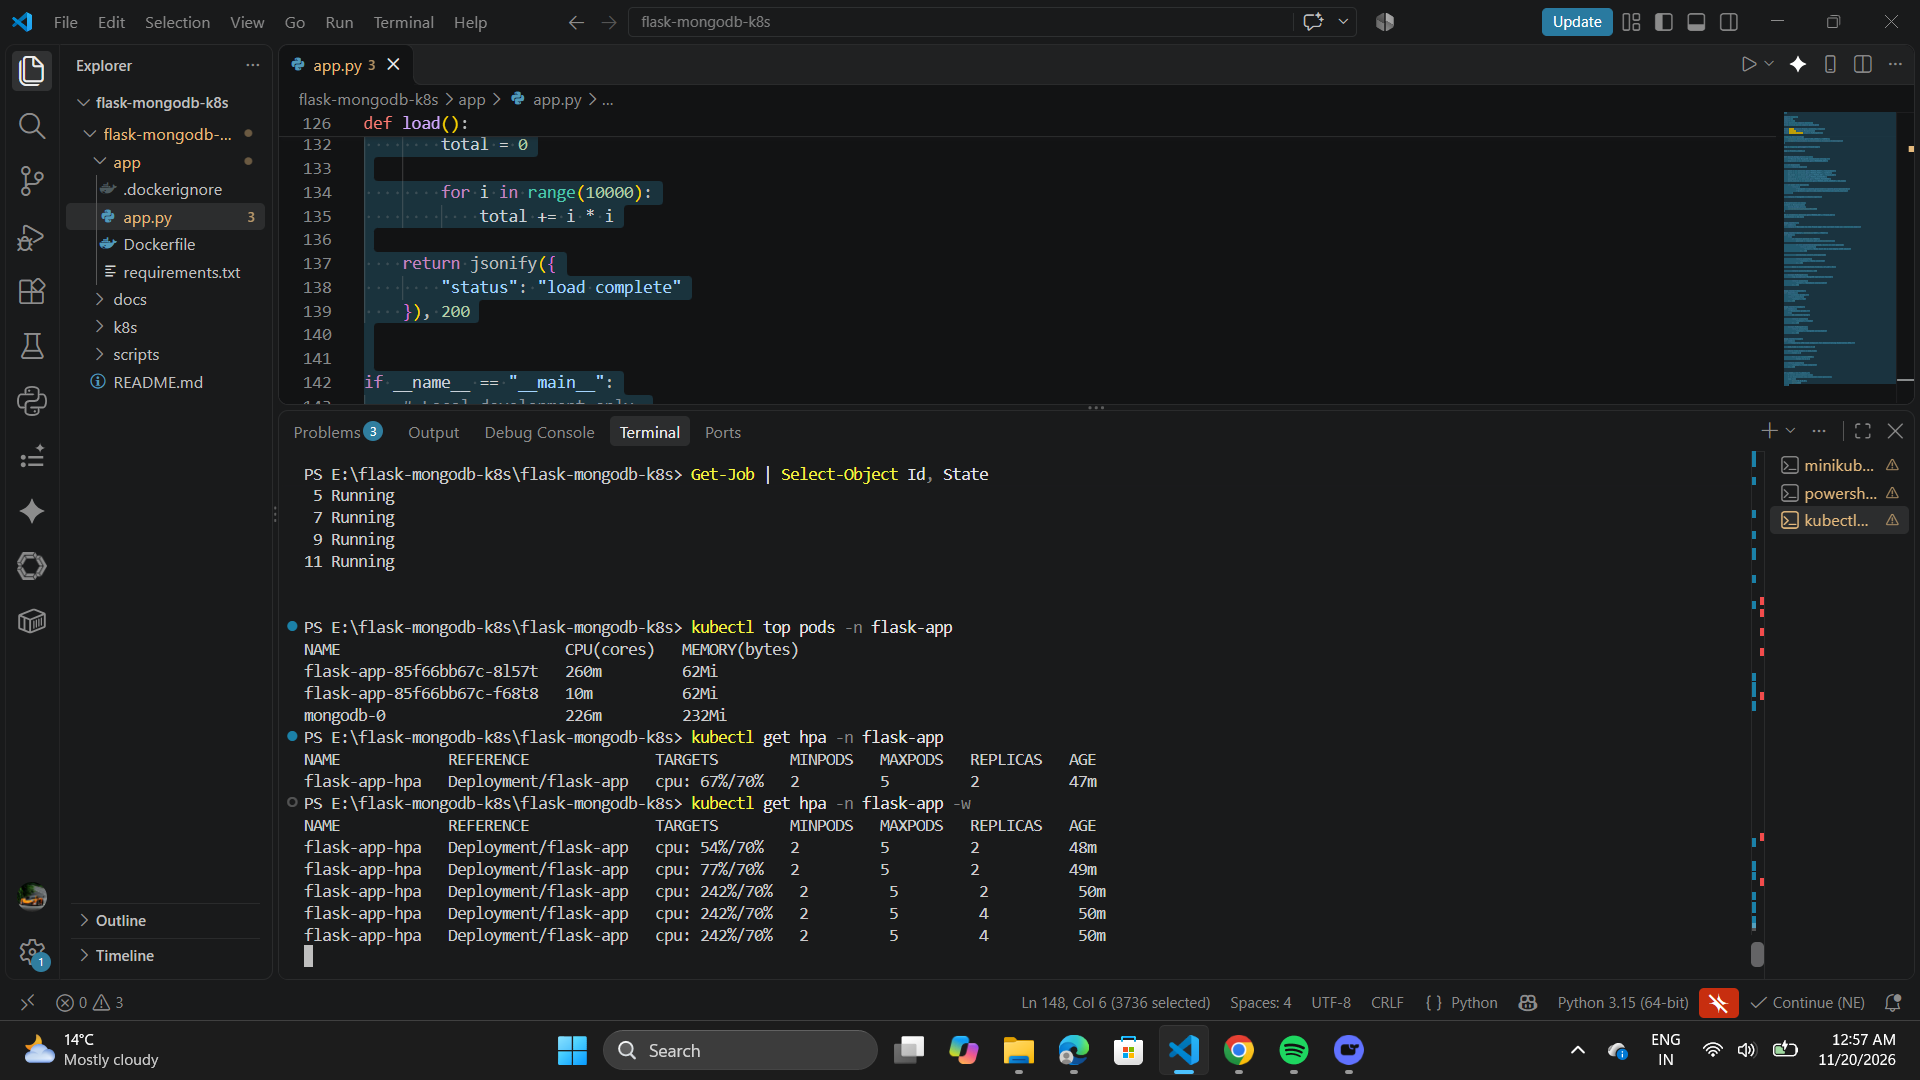 File Edit Selection View Go Run Terminal Help
flask-mongodb-k8s
Update
Explorer
flask-mongodb-k8s
flask-mongodb-...
app
.dockerignore
app.py 3
Dockerfile
requirements.txt
docs
k8s
scripts
README.md
Outline
Timeline
app.py 3
flask-mongodb-k8s > app > app.py > ...
126 def load():
132 total = 0
133
134 for i in range(10000):
135 total += i * i
136
137 return jsonify({
138 "status": "load complete"
139 }), 200
140
141
142 if __name__ == "__main__":
Problems 3 Output Debug Console Terminal Ports
PS E:\flask-mongodb-k8s\flask-mongodb-k8s> Get-Job | Select-Object Id, State
5 Running
7 Running
9 Running
11 Running
PS E:\flask-mongodb-k8s\flask-mongodb-k8s> kubectl top pods -n flask-app
NAME CPU(cores) MEMORY(bytes)
flask-app-85f66bb67c-8l57t 260m 62Mi
flask-app-85f66bb67c-f68t8 10m 62Mi
mongodb-0 226m 232Mi
PS E:\flask-mongodb-k8s\flask-mongodb-k8s> kubectl get hpa -n flask-app
NAME REFERENCE TARGETS MINPODS MAXPODS REPLICAS AGE
flask-app-hpa Deployment/flask-app cpu: 67%/70% 2 5 2 47m
PS E:\flask-mongodb-k8s\flask-mongodb-k8s> kubectl get hpa -n flask-app -w
NAME REFERENCE TARGETS MINPODS MAXPODS REPLICAS AGE
flask-app-hpa Deployment/flask-app cpu: 54%/70% 2 5 2 48m
flask-app-hpa Deployment/flask-app cpu: 77%/70% 2 5 2 49m
flask-app-hpa Deployment/flask-app cpu: 242%/70% 2 5 2 50m
flask-app-hpa Deployment/flask-app cpu: 242%/70% 2 5 4 50m
flask-app-hpa Deployment/flask-app cpu: 242%/70% 2 5 4 50m
minikub...
powersh...
kubectl...
1
0 3
Ln 148, Col 6 (3736 selected) Spaces: 4 UTF-8 CRLF { } Python Python 3.15 (64-bit) Continue (NE)
14°C
Mostly cloudy
Search
ENG
IN
12:57 AM
11/20/2026